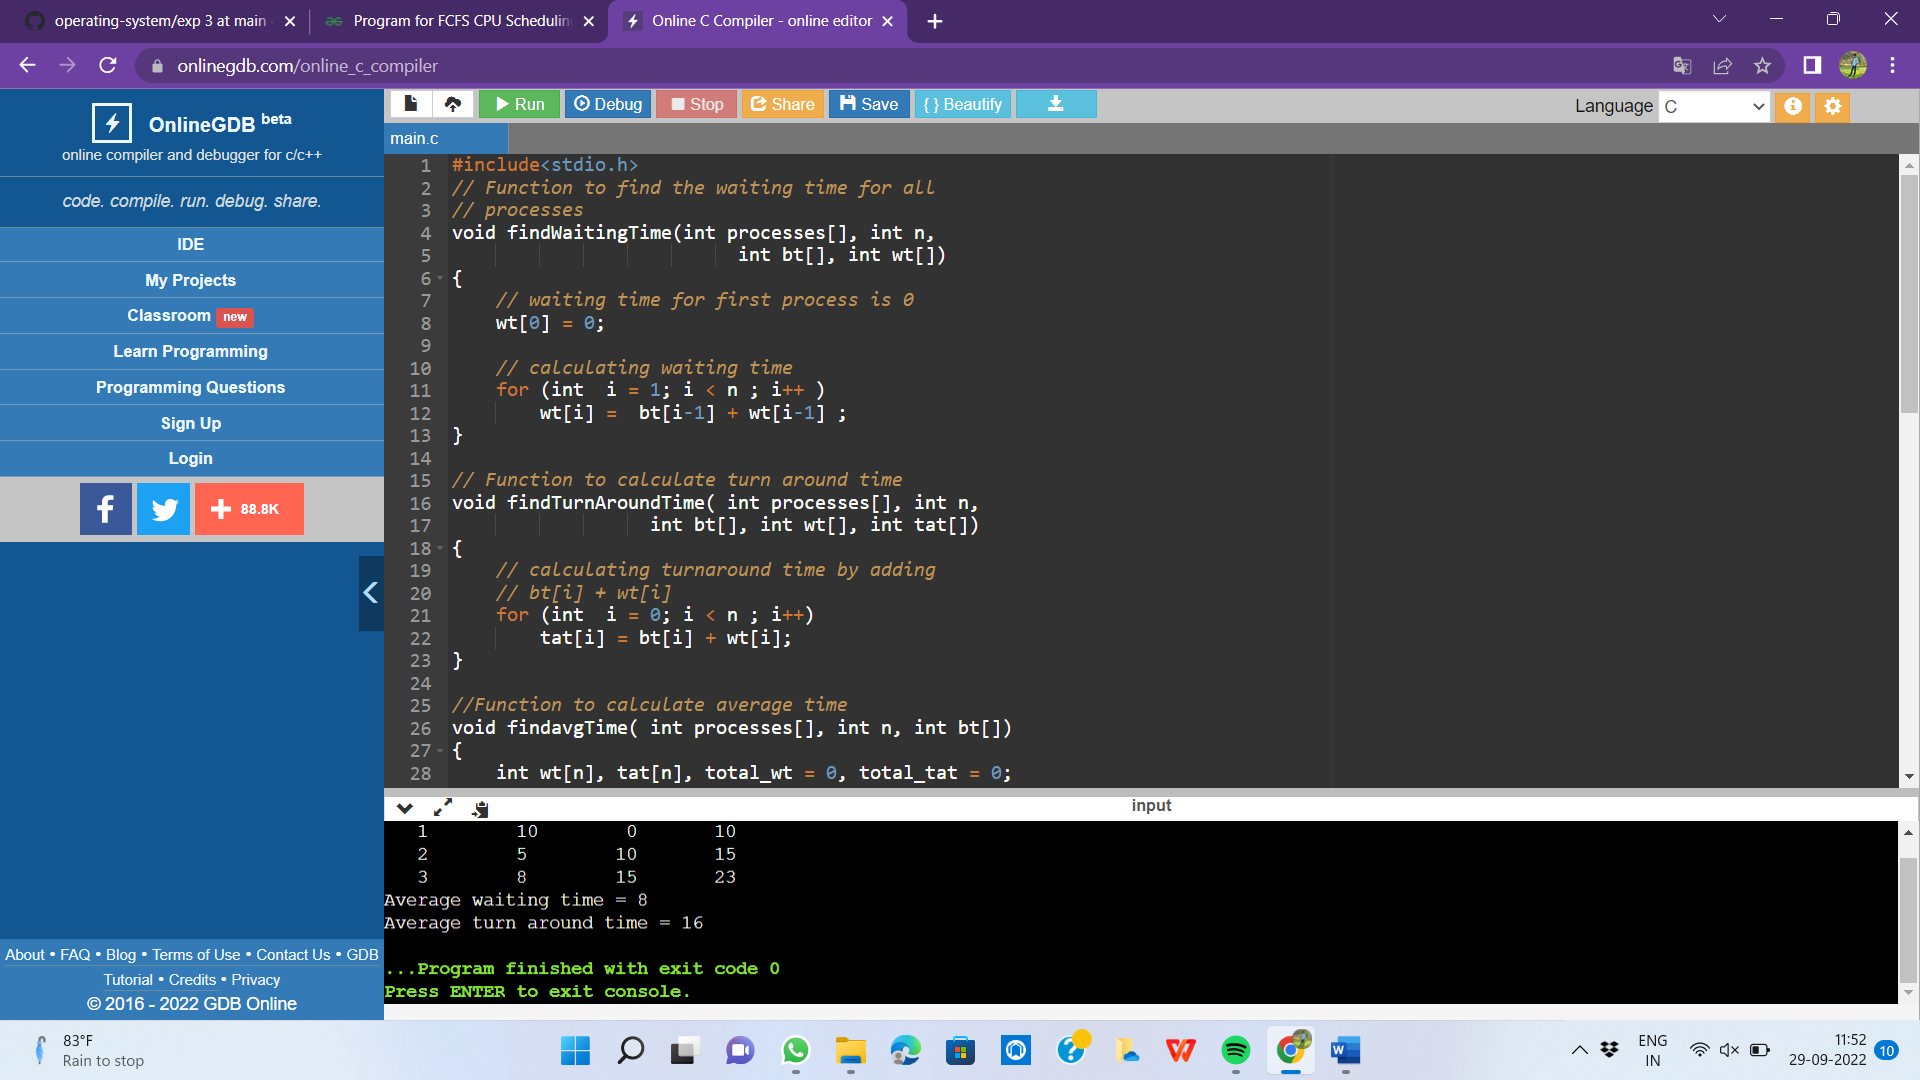 operating-system/exp 3 at main
Program for FCFS CPU Schedulin
Online C Compiler - online editor
onlinegdb.com/online_c_compiler
OnlineGDB beta
online compiler and debugger for c/c++
code. compile. run. debug. share.
IDE
My Projects
Classroom new
Learn Programming
Programming Questions
Sign Up
Login
88.8K
About • FAQ • Blog • Terms of Use • Contact Us • GDB
Tutorial • Credits • Privacy
© 2016 - 2022 GDB Online
Run Debug Stop Share Save {} Beautify
Language C
main.c
1 #include<stdio.h>
2 // Function to find the waiting time for all
3 // processes
4 void findWaitingTime(int processes[], int n,
5 int bt[], int wt[])
6 {
7 // waiting time for first process is 0
8 wt[0] = 0;
9
10 // calculating waiting time
11 for (int  i = 1; i < n ; i++ )
12 wt[i] =  bt[i-1] + wt[i-1] ;
13 }
14
15 // Function to calculate turn around time
16 void findTurnAroundTime( int processes[], int n,
17 int bt[], int wt[], int tat[])
18 {
19 // calculating turnaround time by adding
20 // bt[i] + wt[i]
21 for (int  i = 0; i < n ; i++)
22 tat[i] = bt[i] + wt[i];
23 }
24
25 //Function to calculate average time
26 void findavgTime( int processes[], int n, int bt[])
27 {
28 int wt[n], tat[n], total_wt = 0, total_tat = 0;
input
1 10 0 10
2 5 10 15
3 8 15 23
Average waiting time = 8
Average turn around time = 16
...Program finished with exit code 0
Press ENTER to exit console.
83°F
Rain to stop
ENG
IN
11:52
29-09-2022
10